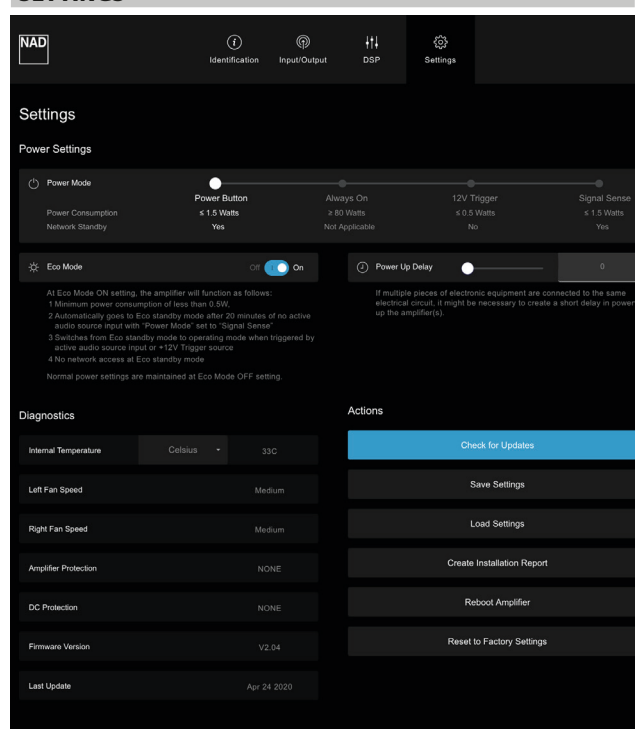 SETTINGS
NAD
Identification
Input/Output
DSP
Settings
Settings
Power Settings
Power Mode
Power Button
Always On
12V Trigger
Signal Sense
Power Consumption
≤ 1.5 Watts
≥ 80 Watts
≤ 0.5 Watts
≤ 1.5 Watts
Network Standby
Yes
Not Applicable
No
Yes
Eco Mode
Off
On
At Eco Mode ON setting, the amplifier will function as follows:
1 Minimum power consumption of less than 0.5W,
2 Automatically goes to Eco standby mode after 20 minutes of no active
audio source input with "Power Mode" set to "Signal Sense"
3 Switches from Eco standby mode to operating mode when triggered by
active audio source input or +12V Trigger source
4 No network access at Eco standby mode
Normal power settings are maintained at Eco Mode OFF setting.
Power Up Delay
0
If multiple pieces of electronic equipment are connected to the same
electrical circuit, it might be necessary to create a short delay in power
up the amplifier(s).
Diagnostics
Internal Temperature
Celsius
33C
Left Fan Speed
Medium
Right Fan Speed
Medium
Amplifier Protection
NONE
DC Protection
NONE
Firmware Version
V2.04
Last Update
Apr 24 2020
Actions
Check for Updates
Save Settings
Load Settings
Create Installation Report
Reboot Amplifier
Reset to Factory Settings